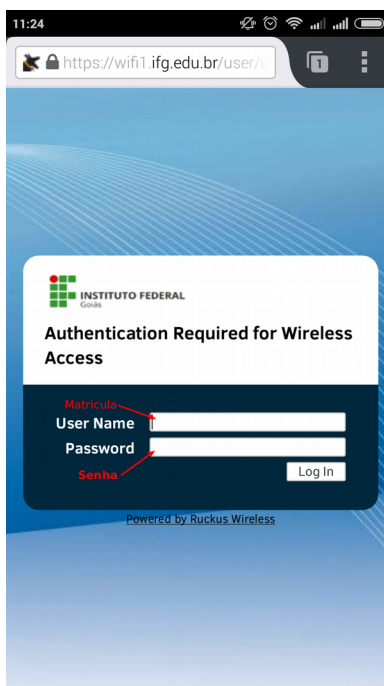 11:24
https://wifi1.ifg.edu.br/user/u
1
INSTITUTO FEDERAL
Goiás
Authentication Required for Wireless
Access
Matricula
User Name
Password
Senha
Log In
Powered by Ruckus Wireless